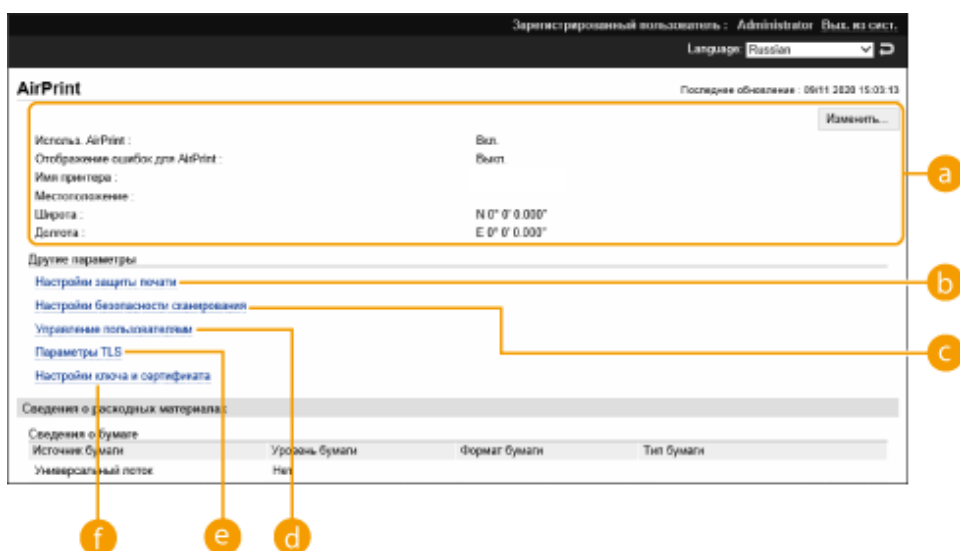 Зарегистрированный пользователь : Administrator Вых. из сист.
Language: Russian
AirPrint
Последнее обновление : 09/11 2020 15:03:13
Изменить...
Использ. AirPrint : Вкл.
Отображение ошибок для AirPrint : Выкл.
Имя принтера :
Местоположение :
Широта : N 0° 0' 0.000"
Долгота : E 0° 0' 0.000"
a
Другие параметры
Настройки защиты печати
b
Настройки безопасности сканирования
Управление пользователями
Параметры TLS
c
Настройки ключа и сертификата
Сведения о расходных материалах
Сведения о бумаге
Источник бумаги Уровень бумаги Формат бумаги Тип бумаги
Универсальный лоток Нет
f e d